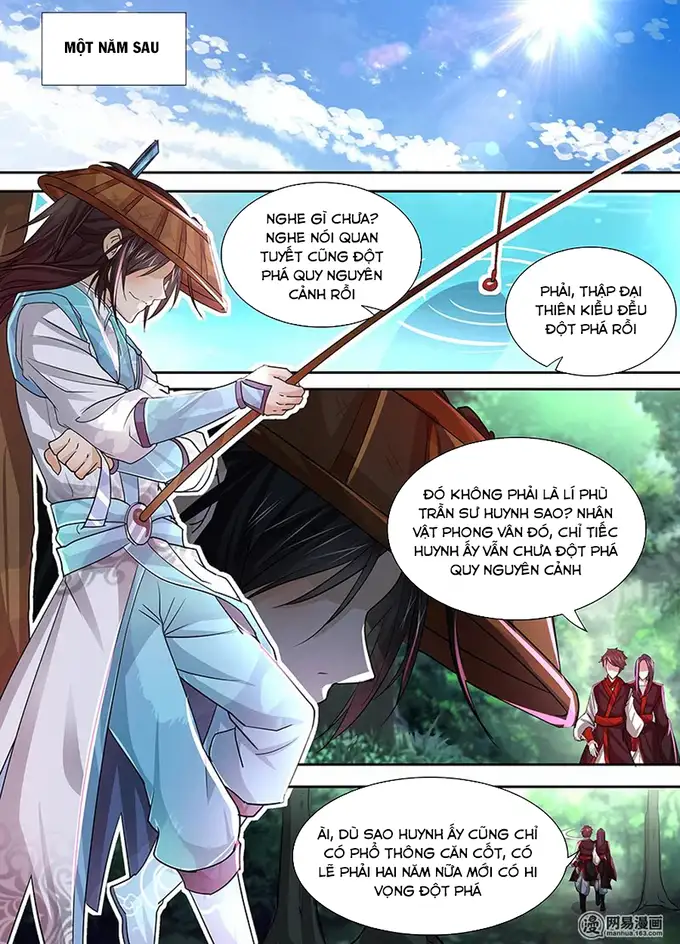 MỘT NĂM SAU
NGHE GÌ CHƯA?
NGHE NÓI QUAN
TUYẾT CŨNG ĐỘT
PHÁ QUY NGUYÊN
CẢNH RỒI
PHẢI, THẬP ĐẠI
THIÊN KIỀU ĐỀU
ĐỘT PHÁ RỒI
ĐÓ KHÔNG PHẢI LÀ LÍ PHÙ
TRẦN SƯ HUYNH SAO? NHÂN
VẬT PHONG VÂN ĐÓ, CHỈ TIẾC
HUYNH ẤY VẪN CHƯA ĐỘT PHÁ
QUY NGUYÊN CẢNH
ÀI, DÙ SAO HUYNH ẤY CŨNG CHỈ
CÓ PHỔ THÔNG CĂN CỐT, CÓ
LẼ PHẢI HAI NĂM NỮA MỚI CÓ HI
VỌNG ĐỘT PHÁ
网易漫画
manhua.163.com